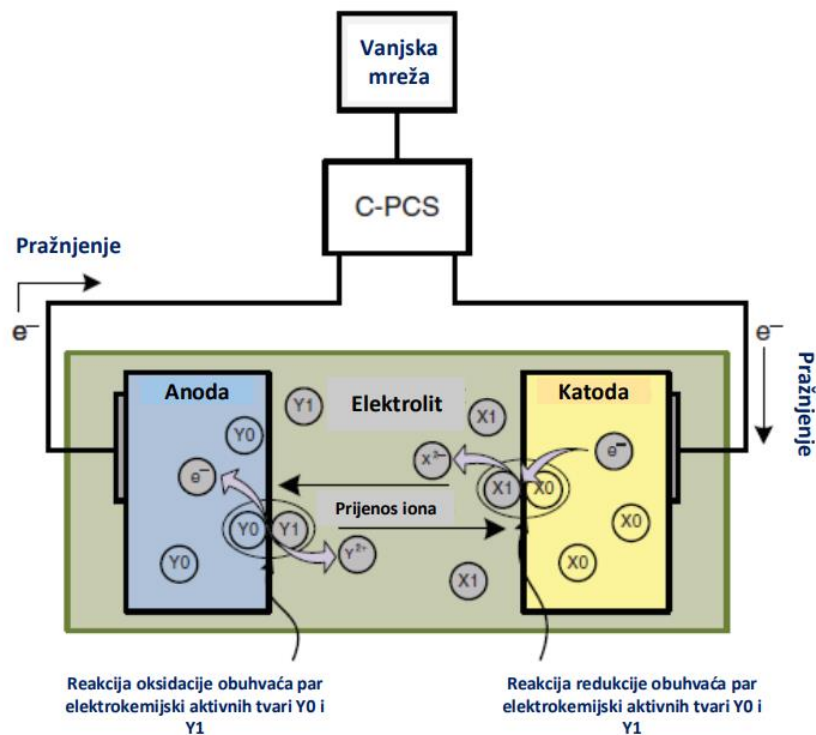 Vanjska
mreža
C-PCS
Pražnjenje
e⁻
e⁻
Pražnjenje
Anoda
Elektrolit
Katoda
Y1
X1
Y0
e⁻
X²⁻
e⁻
X1
X0
Prijenos iona
Y0
Y1
X0
Y²⁺
Y0
X1
X0
Reakcija oksidacije obuhvaća par
elektrokemijski aktivnih tvari Y0 i
Y1
Reakcija redukcije obuhvaća par
elektrokemijski aktivnih tvari Y0 i
Y1